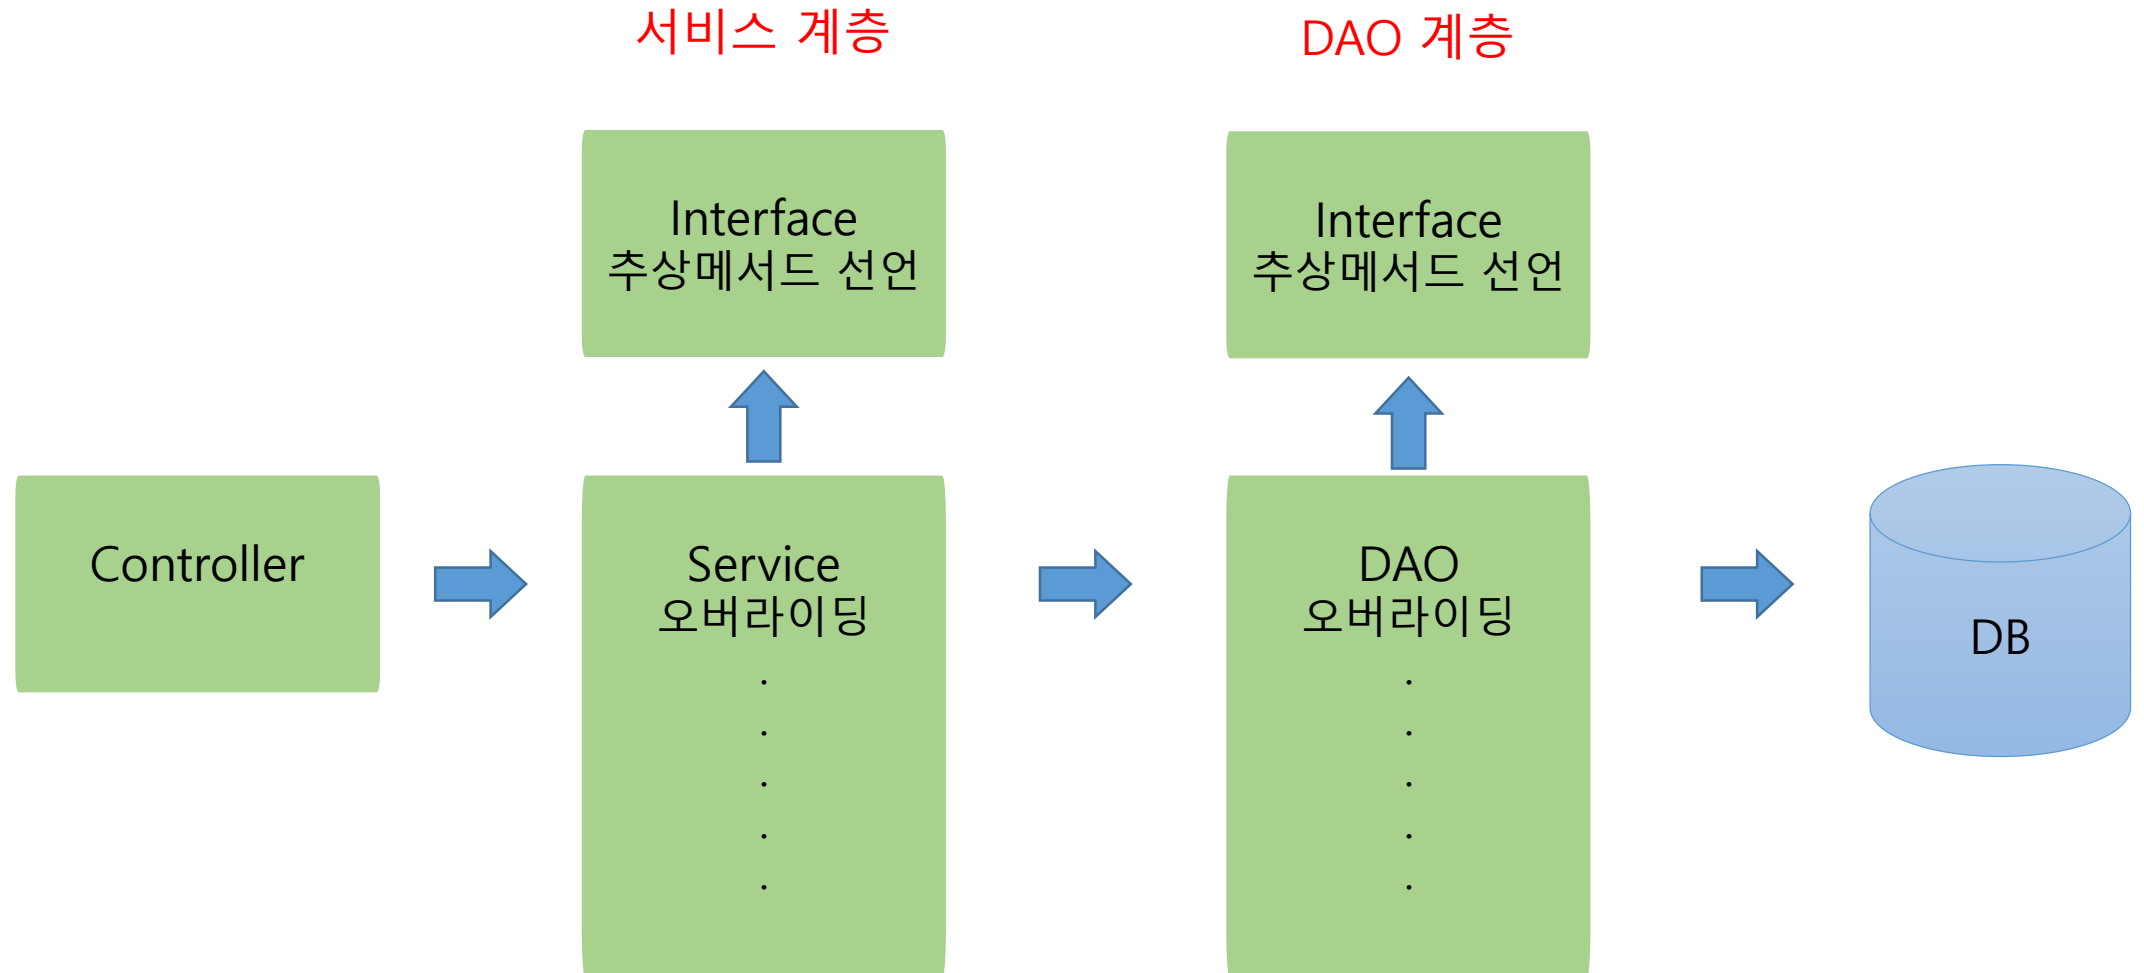 서비스 계층
DAO 계층
Interface
추상메서드 선언
Interface
추상메서드 선언
Controller
Service
오버라이딩
.
.
.
.
.
DAO
오버라이딩
.
.
.
.
.
DB